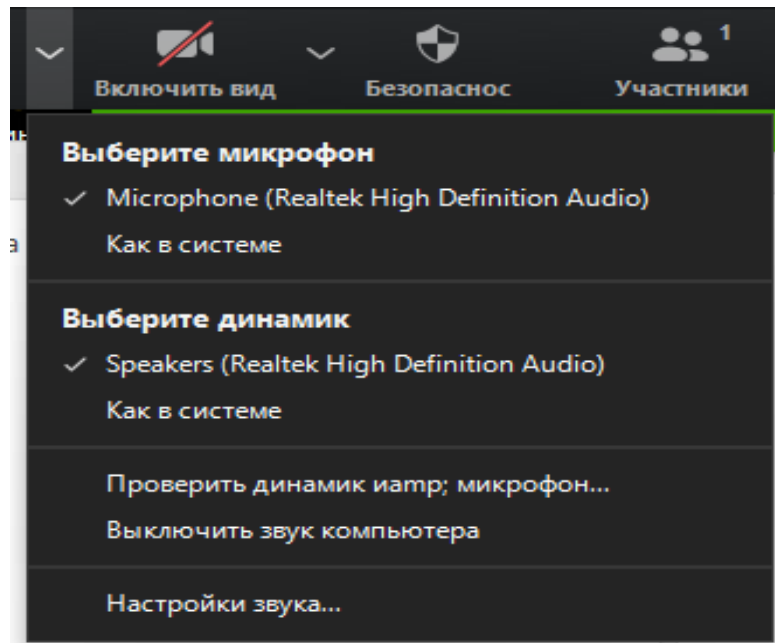 1
Включить вид
Безопаснос
Участники
Выберите микрофон
Microphone (Realtek High Definition Audio)
Как в системе
Выберите динамик
Speakers (Realtek High Definition Audio)
Как в системе
Проверить динамик иamp; микрофон...
Выключить звук компьютера
Настройки звука...